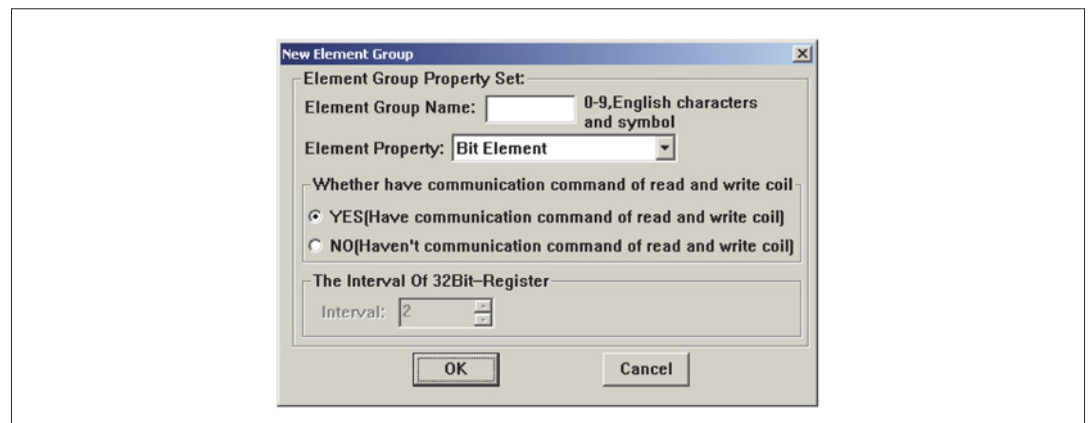 New Element Group
Element Group Property Set:
Element Group Name:
0-9,English characters
and symbol
Element Property: Bit Element
Whether have communication command of read and write coil
YES(Have communication command of read and write coil)
NO(Haven't communication command of read and write coil)
The Interval Of 32Bit-Register
Interval: 2
OK Cancel